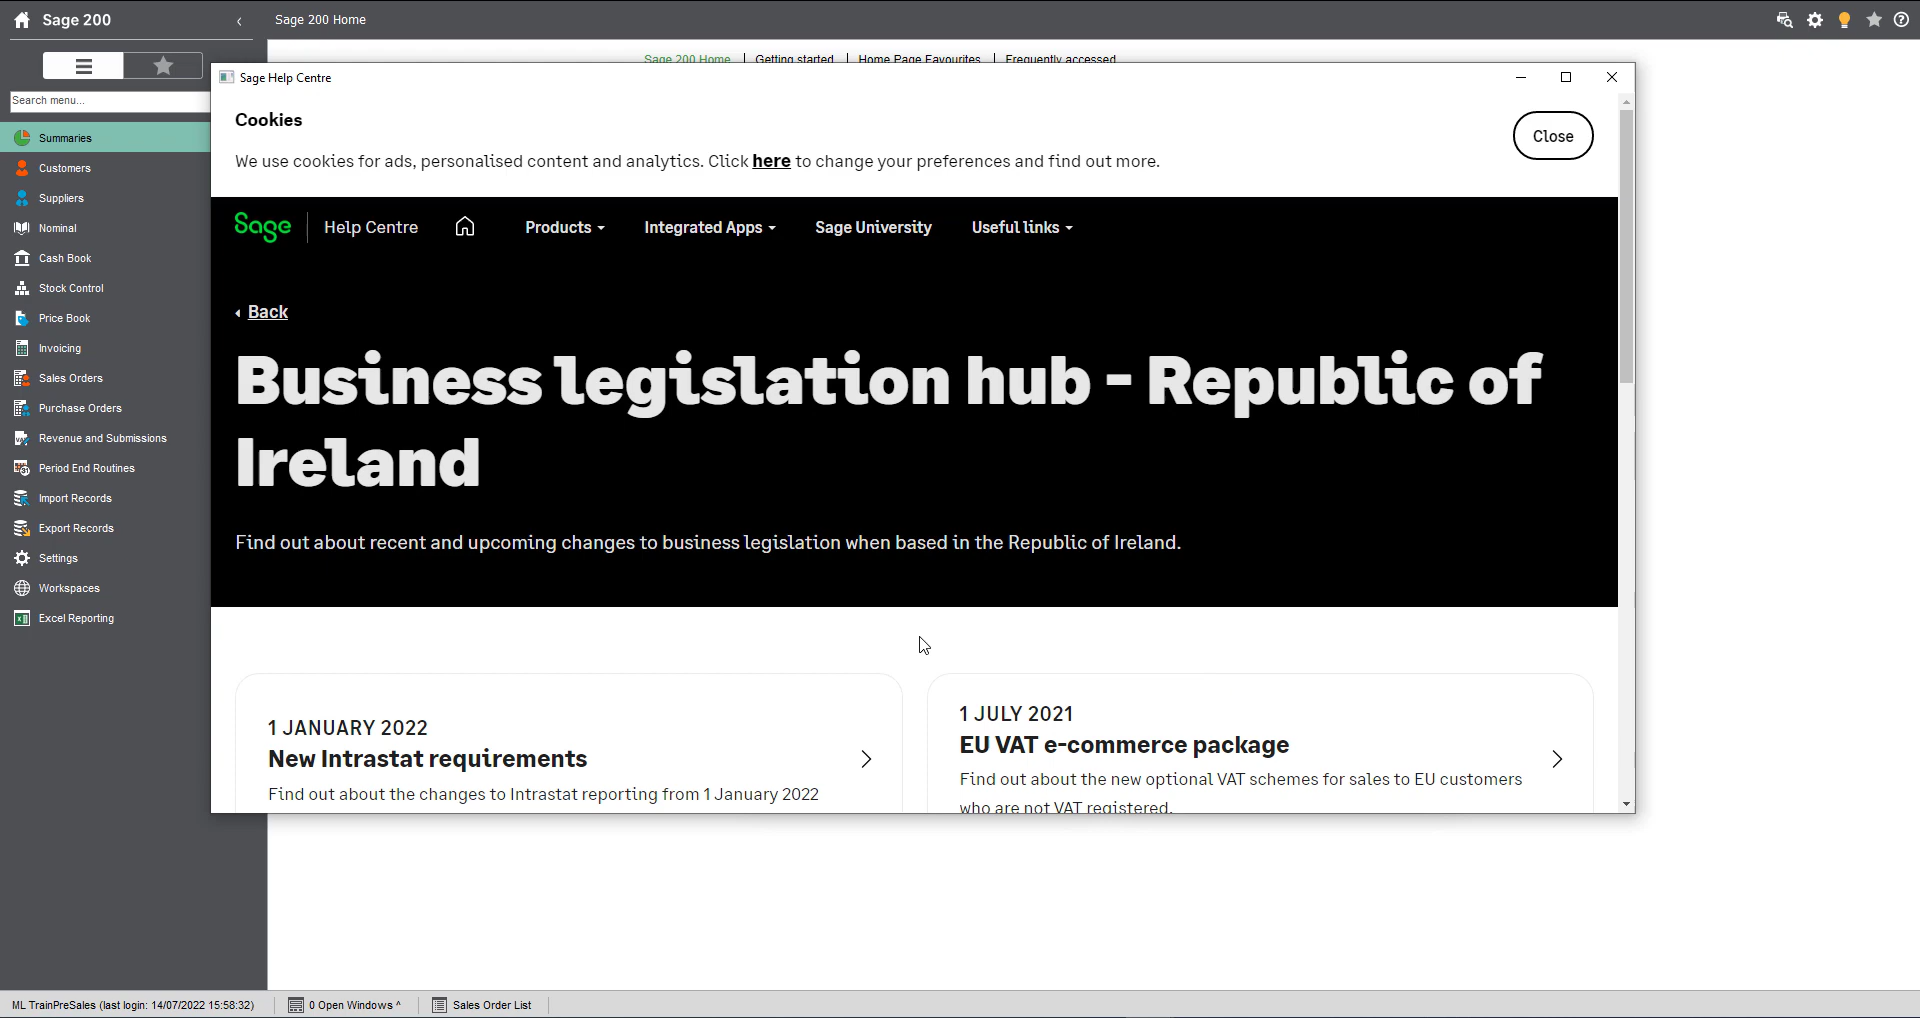 Sage 200
Sage 200 Home
Sage 200 Home
Getting started
Home Page Favourites
Frequently accessed
Search menu...
Summaries
Customers
Suppliers
Nominal
Cash Book
Stock Control
Price Book
Invoicing
Sales Orders
Purchase Orders
Revenue and Submissions
Period End Routines
Import Records
Export Records
Settings
Workspaces
Excel Reporting
Sage Help Centre
Cookies
We use cookies for ads, personalised content and analytics. Click here to change your preferences and find out more.
Close
Sage Help Centre Products Integrated Apps Sage University Useful links
Back
Business legislation hub - Republic of
Ireland
Find out about recent and upcoming changes to business legislation when based in the Republic of Ireland.
1 JANUARY 2022
New Intrastat requirements
Find out about the changes to Intrastat reporting from 1 January 2022
1 JULY 2021
EU VAT e-commerce package
Find out about the new optional VAT schemes for sales to EU customers
who are not VAT registered.
ML TrainPreSales (last login: 14/07/2022 15:58:32)
0 Open Windows ^
Sales Order List